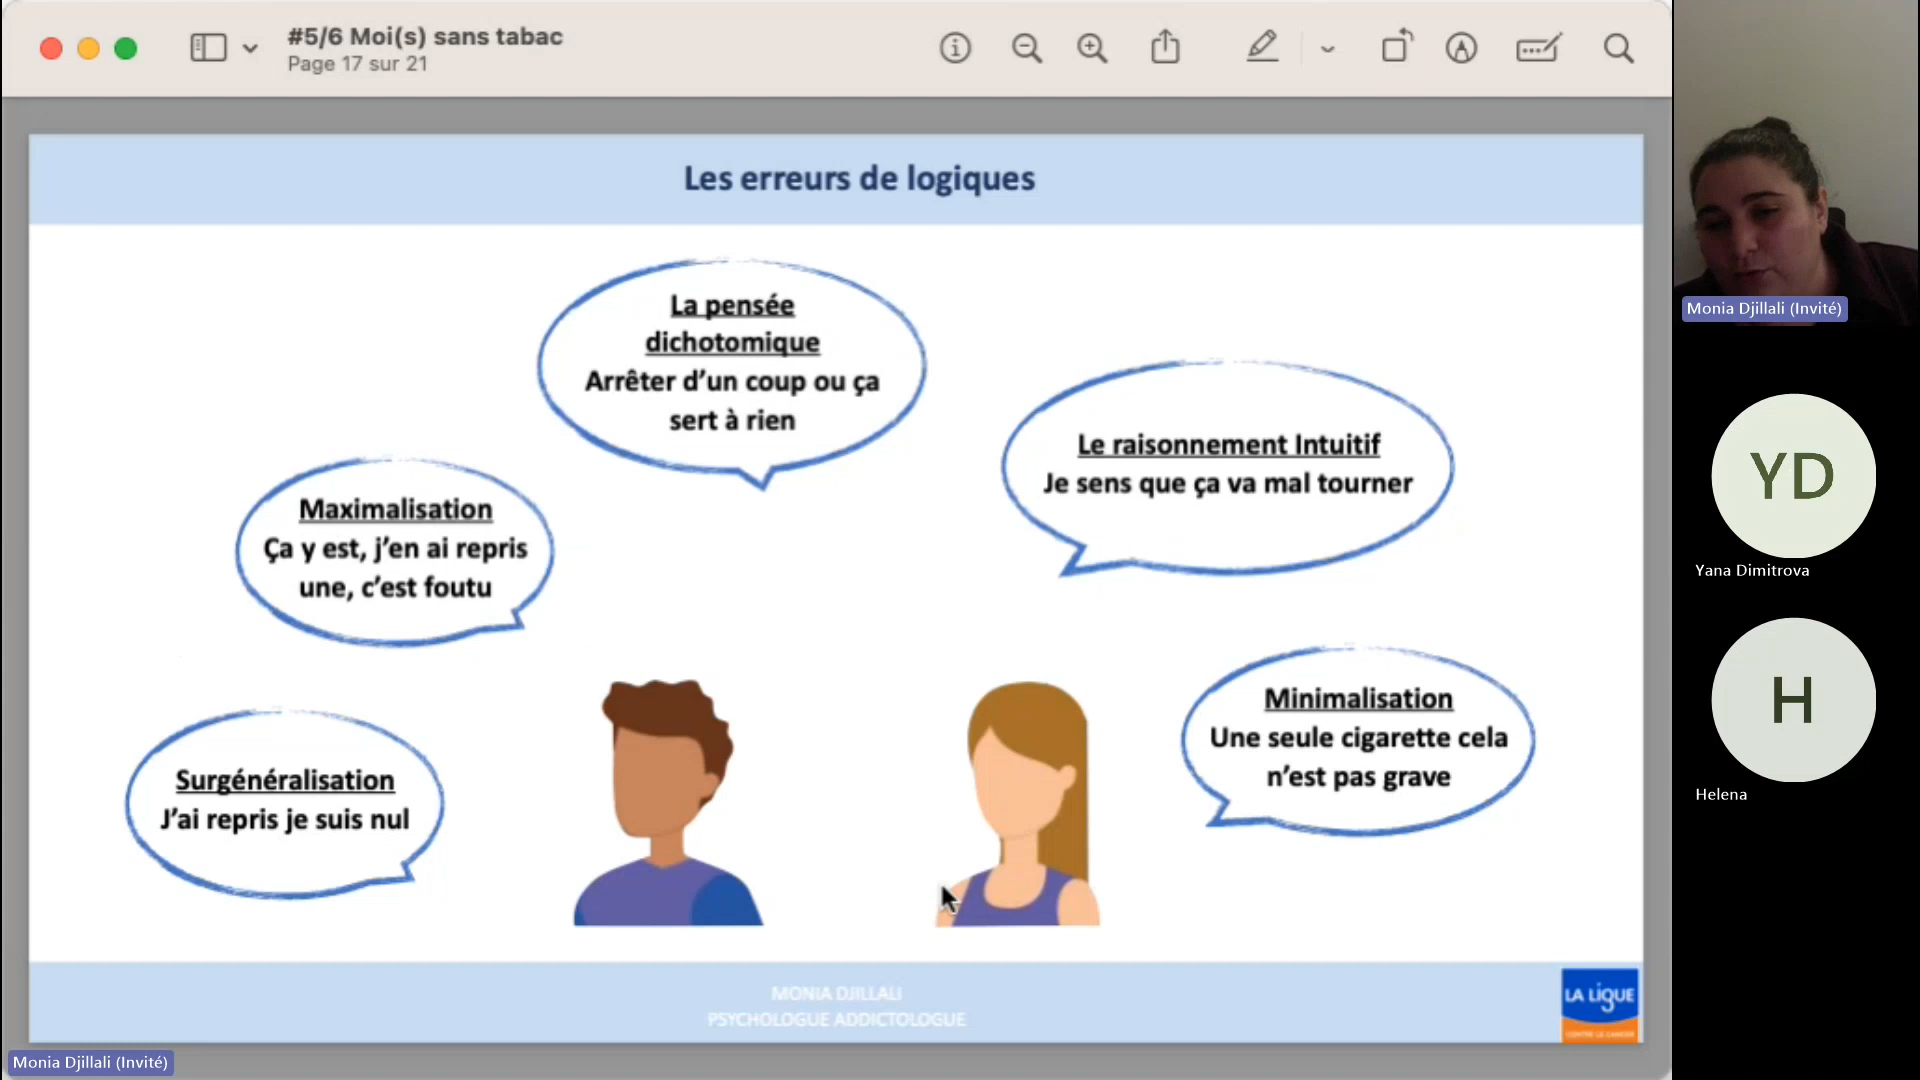 #5/6 Moi(s) sans tabac
Page 17 sur 21
Les erreurs de logiques
La pensée
dichotomique
Arrêter d’un coup ou ça
sert à rien
Le raisonnement Intuitif
Je sens que ça va mal tourner
Maximalisation
Ça y est, j’en ai repris
une, c’est foutu
Minimalisation
Une seule cigarette cela
n’est pas grave
Surgénéralisation
J’ai repris je suis nul
MONIA DJILLALI
PSYCHOLOGUE ADDICTOLOGUE
LA LIGUE
CONTRE LE CANCER
Monia Djillali (Invité)
Monia Djillali (Invité)
YD
Yana Dimitrova
H
Helena